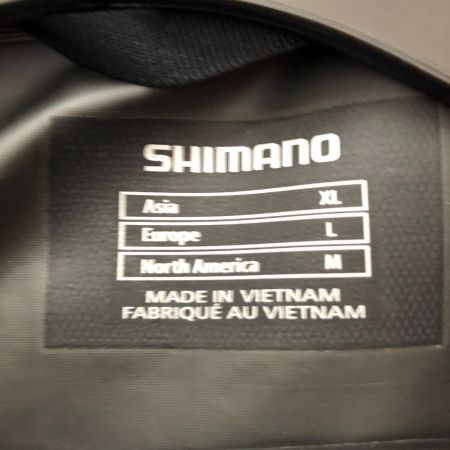 SHIMANO
Asia XL
Europe L
North America M
MADE IN VIETNAM
FABRIQUÉ AU VIETNAM